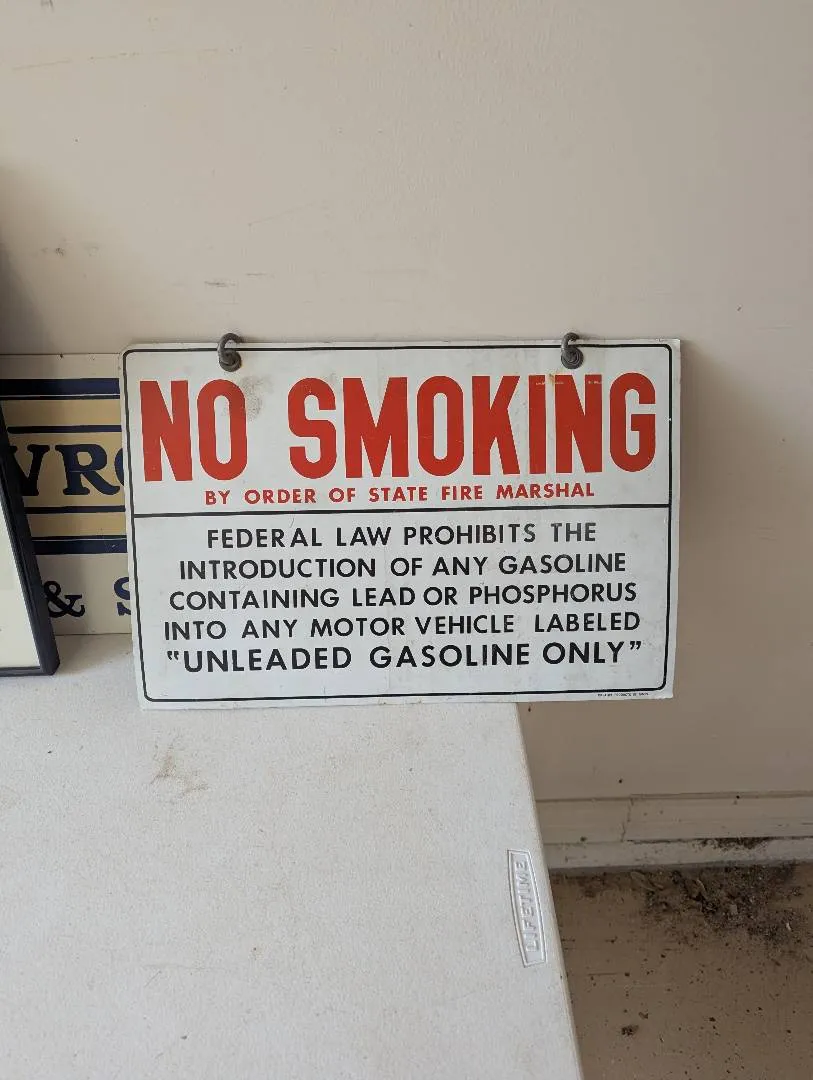 NO SMOKING
BY ORDER OF STATE FIRE MARSHAL
FEDERAL LAW PROHIBITS THE
INTRODUCTION OF ANY GASOLINE
CONTAINING LEAD OR PHOSPHORUS
INTO ANY MOTOR VEHICLE LABELED
"UNLEADED GASOLINE ONLY"
VRO
& S
LIFETIME